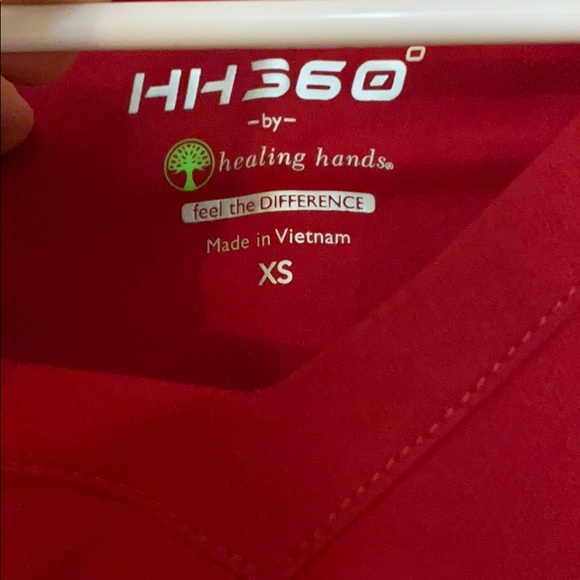 HH360°
-by-
healing hands®
feel the DIFFERENCE
Made in Vietnam
XS